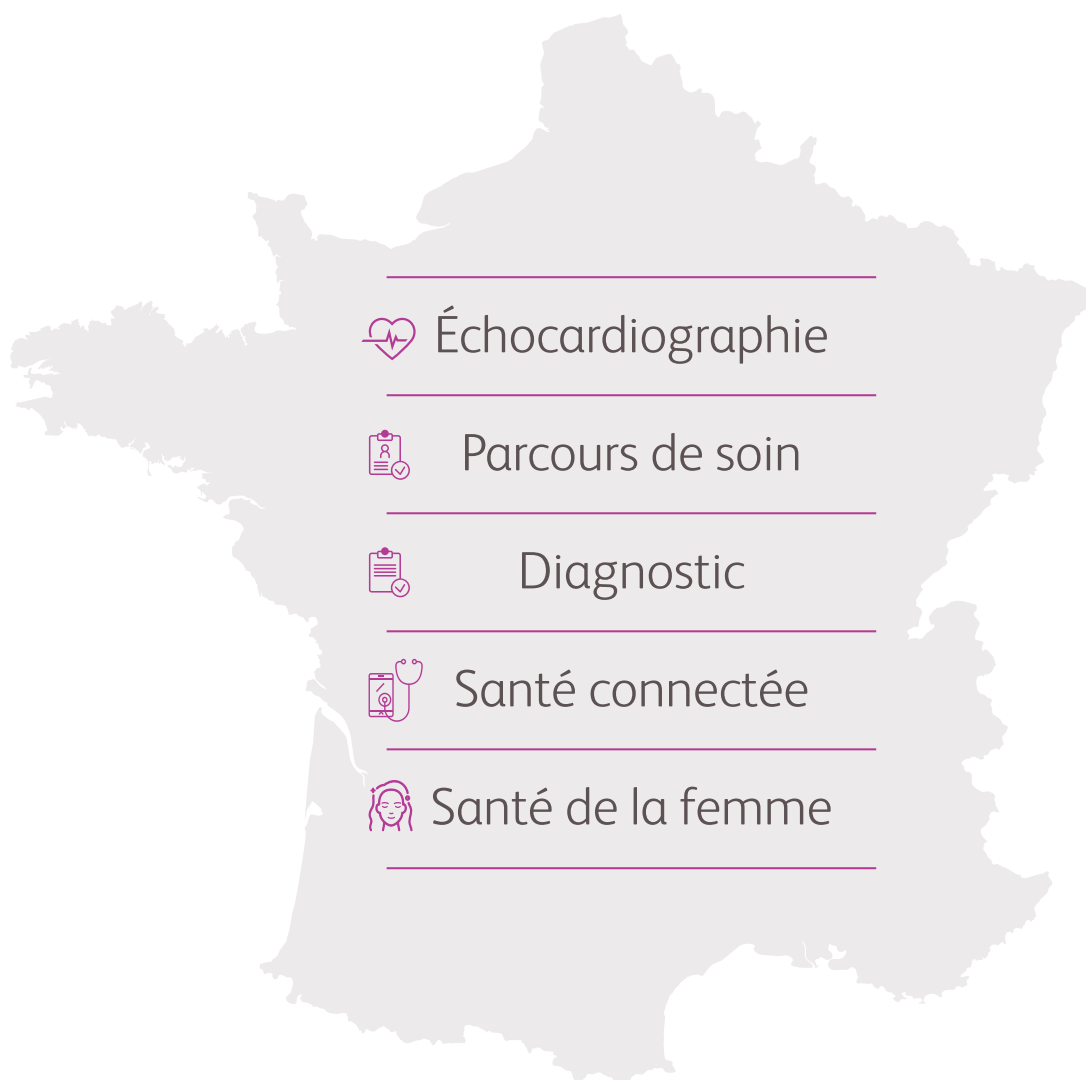 Échocardiographie
Parcours de soin
Diagnostic
Santé connectée
Santé de la femme